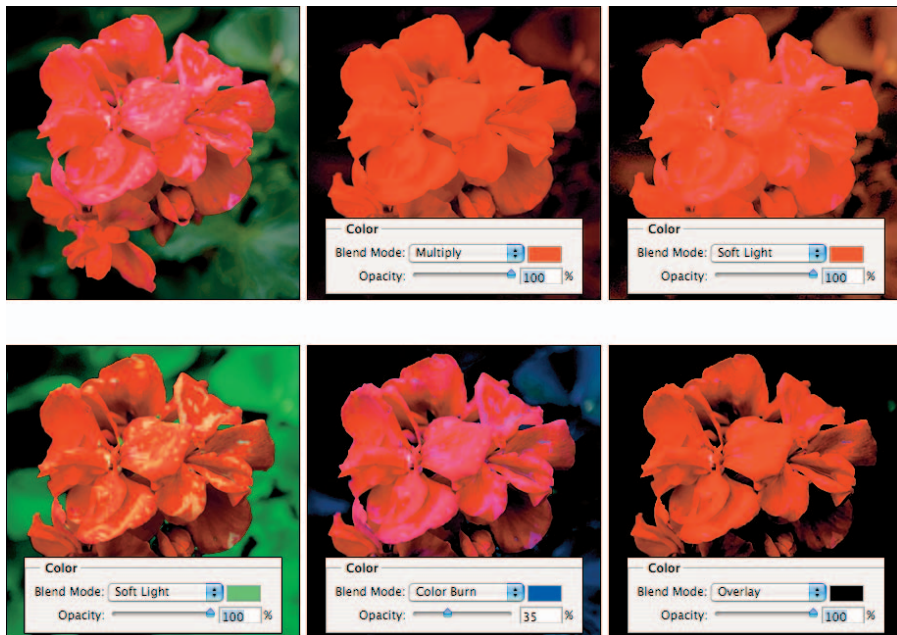 Color
Blend Mode: Multiply
Opacity: 100 %
Color
Blend Mode: Soft Light
Opacity: 100 %
Color
Blend Mode: Soft Light
Opacity: 100 %
Color
Blend Mode: Color Burn
Opacity: 35 %
Color
Blend Mode: Overlay
Opacity: 100 %